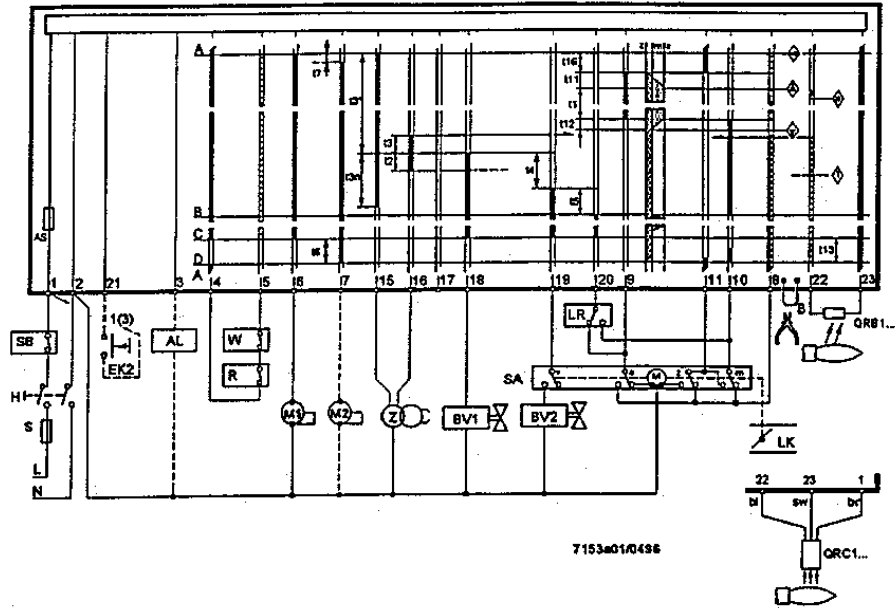 A
t7
t2
t3n
t3
t3
t4
t5
t6
t16
t11
t1
t12
t13
B
C
D
A
AS
1 2 21 3 4 5 6 7 15 16 17 18 19 20 9 11 10 8 22 23
SB
1(3)
EK2
AL
W
R
H
S
L
N
M1
M2
Z
BV1
BV2
LR
SA
M
z
m
a
B
QRB1...
LK
22 23 1
bl sw br
QRC1...
7153a01/0496